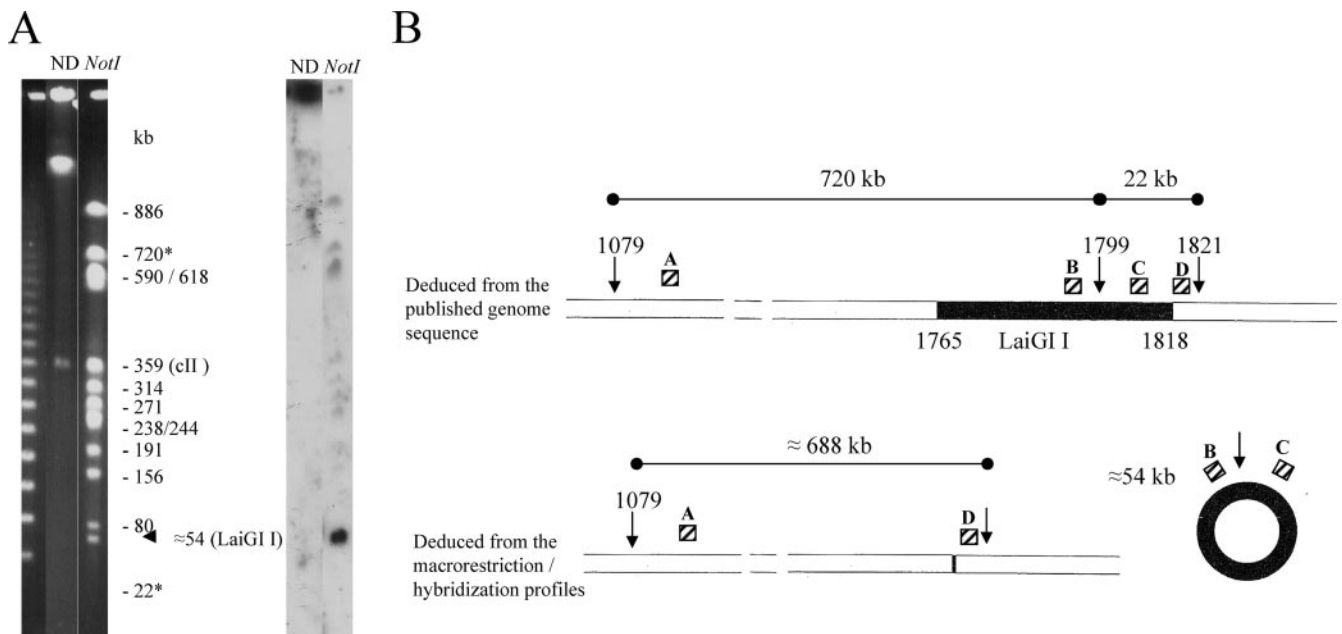 A
ND NotI
kb
- 886
- 720*
- 590 / 618
- 359 (cII )
- 314
- 271
- 238/244
- 191
- 156
- 80
≈54 (LaiGI I)
- 22*
ND NotI
B
720 kb
22 kb
1079
1799
1821
A
B
C
D
Deduced from the
published genome
sequence
1765
LaiGI I
1818
≈ 688 kb
1079
A
D
Deduced from the
macrorestriction /
hybridization profiles
≈54 kb
B
C